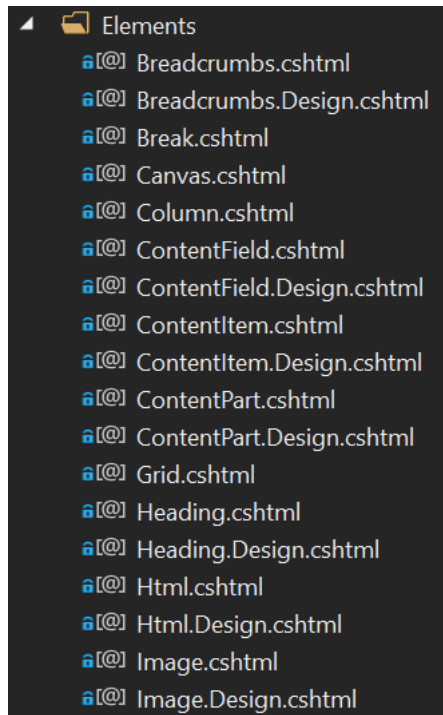 Elements
[@] Breadcrumbs.cshtml
[@] Breadcrumbs.Design.cshtml
[@] Break.cshtml
[@] Canvas.cshtml
[@] Column.cshtml
[@] ContentField.cshtml
[@] ContentField.Design.cshtml
[@] ContentItem.cshtml
[@] ContentItem.Design.cshtml
[@] ContentPart.cshtml
[@] ContentPart.Design.cshtml
[@] Grid.cshtml
[@] Heading.cshtml
[@] Heading.Design.cshtml
[@] Html.cshtml
[@] Html.Design.cshtml
[@] Image.cshtml
[@] Image.Design.cshtml